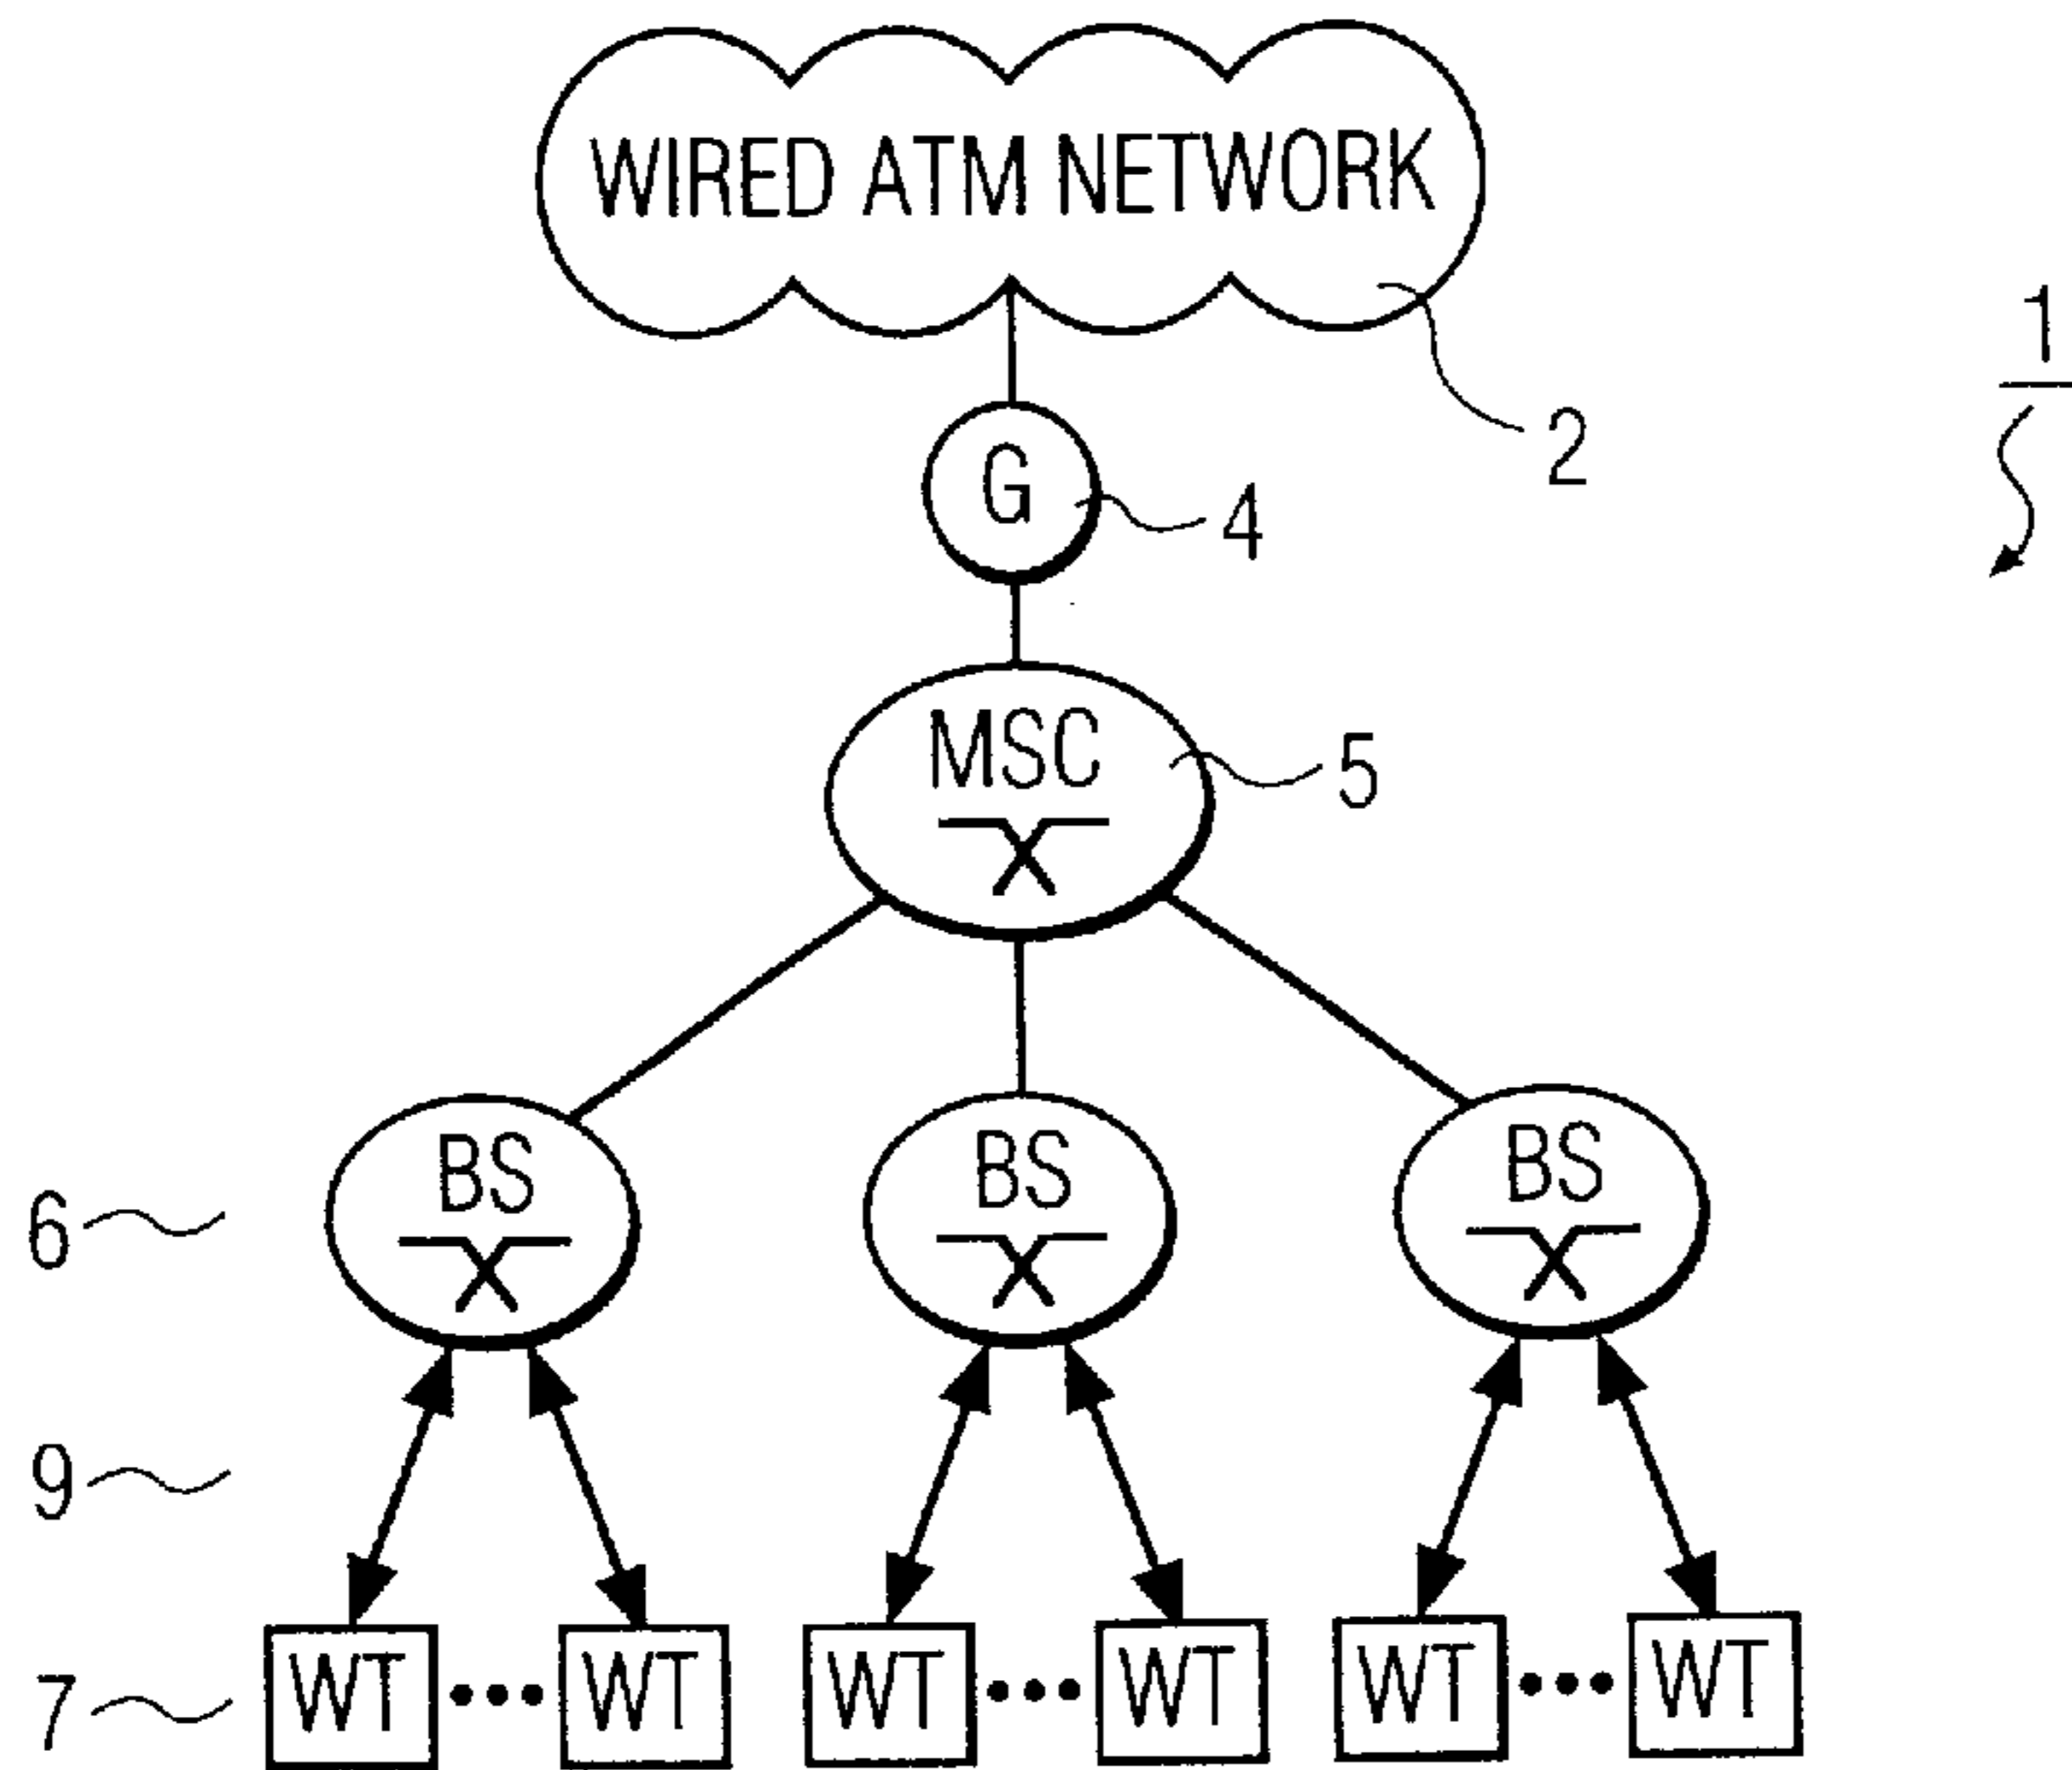 WIRED ATM NETWORK
1
2
G
4
MSC
5
X
BS BS BS
6
X X X
9
7
WT ••• WT WT ••• WT WT ••• WT